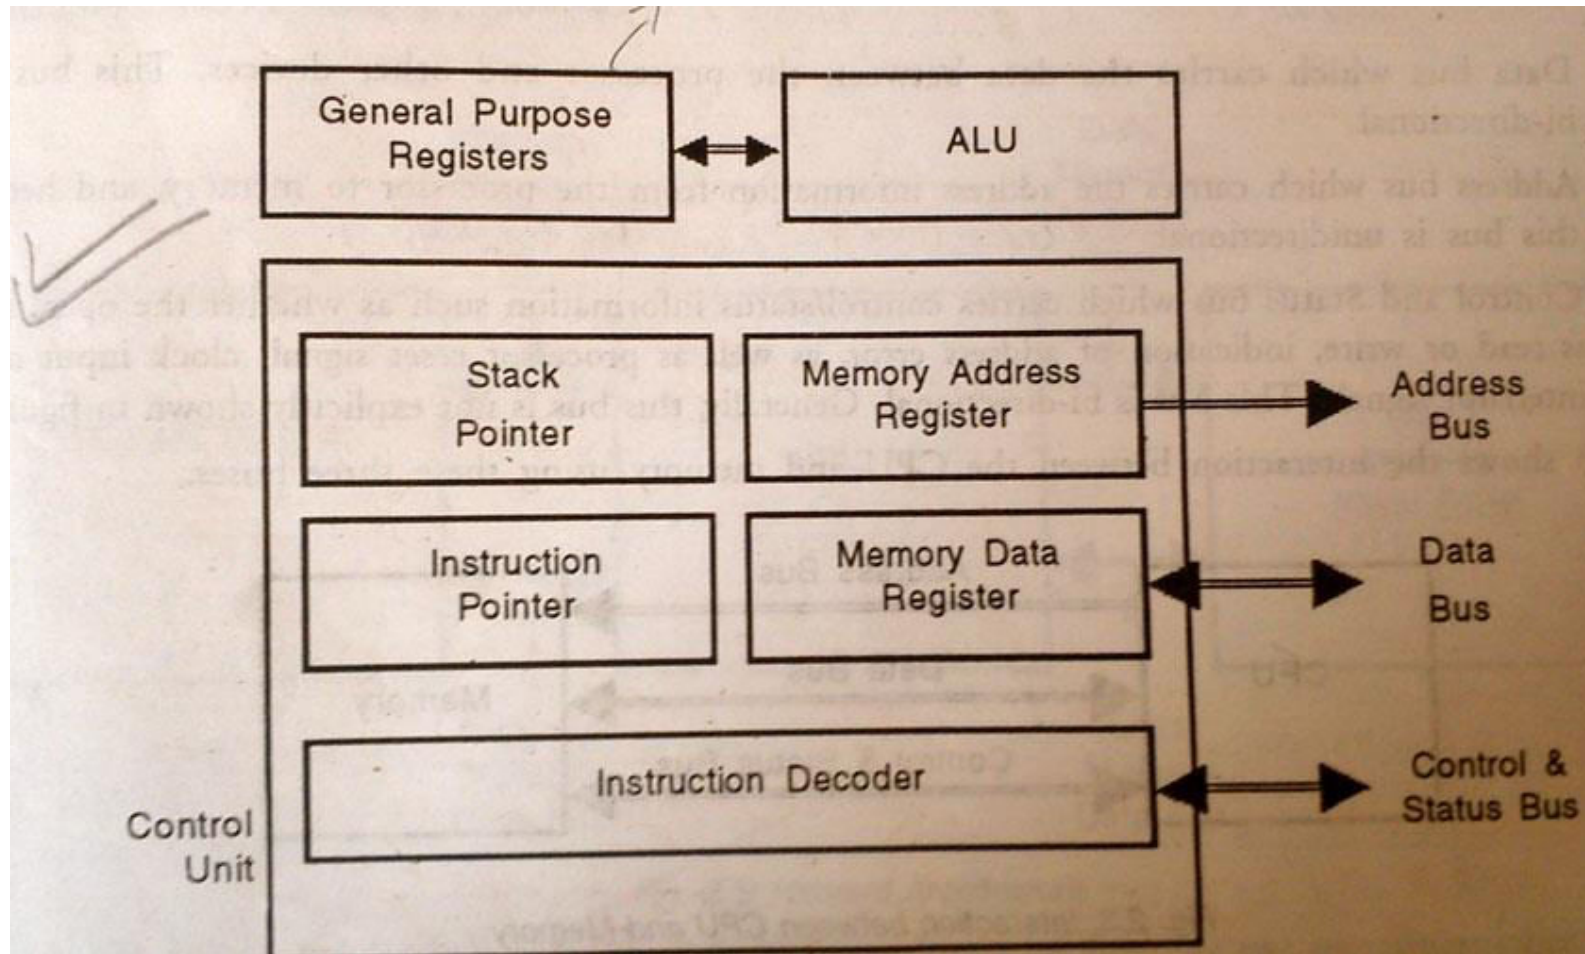 General Purpose
Registers
ALU
Stack
Pointer
Memory Address
Register
Address
Bus
Instruction
Pointer
Memory Data
Register
Data
Bus
Instruction Decoder
Control &
Status Bus
Control
Unit